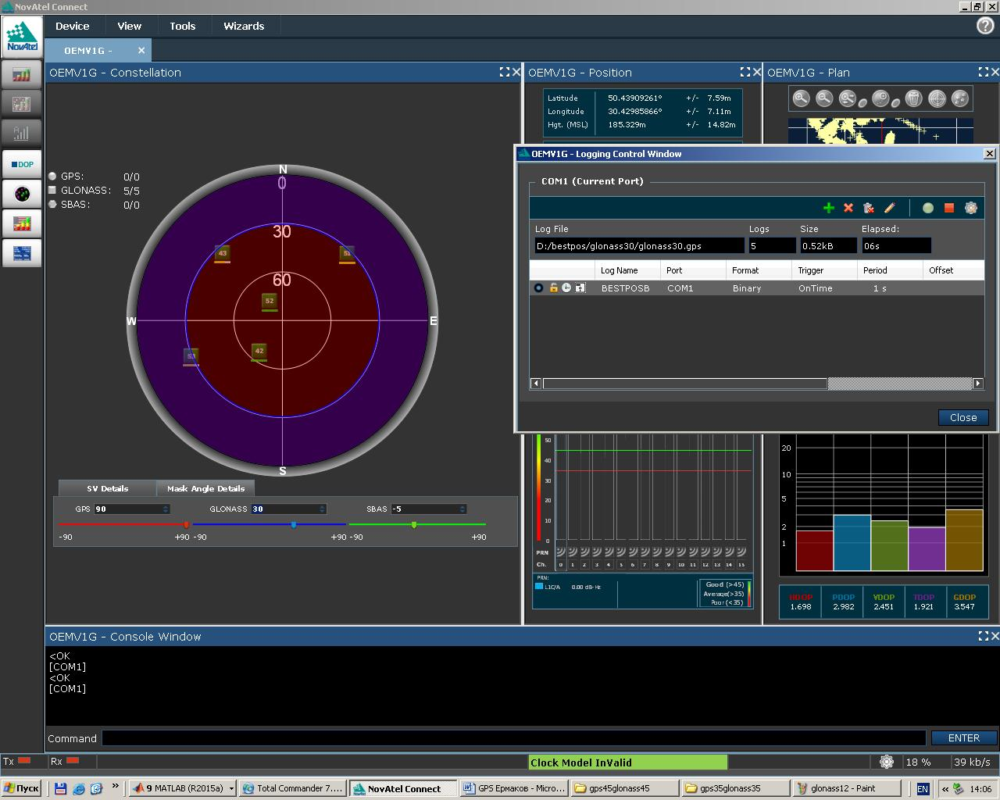 NovAtel Connect
NovAtel
Device View Tools Wizards
OEMV1G -
OEMV1G - Constellation
GPS: 0/0
GLONASS: 5/5
SBAS: 0/0
N
0
30
60
W
E
S
43
51
52
42
53
DOP
SV Details Mask Angle Details
GPS 90 GLONASS 30 SBAS -5
-90 +90 -90 +90 -90 +90
OEMV1G - Position
Latitude 50.43909261° +/- 7.59m
Longitude 30.42985866° +/- 7.11m
Hgt. (MSL) 185.329m +/- 14.82m
OEMV1G - Plan
OEMV1G - Logging Control Window
COM1 (Current Port)
Log File Logs Size Elapsed:
D:/bestpos/glonass30/glonass30.gps 5 0.52kB 06s
Log Name Port Format Trigger Period Offset
BESTPOSB COM1 Binary OnTime 1 s
Close
50
40
30
20
10
0
PRN
Ch. 0 1 2 3 4 5 6 7 8 9 10 11 12 13 14 15
PRN:
L1C/A 0.00 dB-Hz
Good (>45)
Average(>35)
Poor (<35)
20
10
5
2
1
HDOP PDOP VDOP TDOP GDOP
1.698 2.982 2.451 1.921 3.547
OEMV1G - Console Window
<OK
[COM1]
<OK
[COM1]
Command ENTER
Tx Rx Clock Model InValid 18 % 39 kb/s
Пуск » 9 MATLAB (R2015a) Total Commander 7.... NovAtel Connect GPS Ермаков - Micro... gps45glonass45 gps35glonass35 glonass12 - Paint EN « 14:06